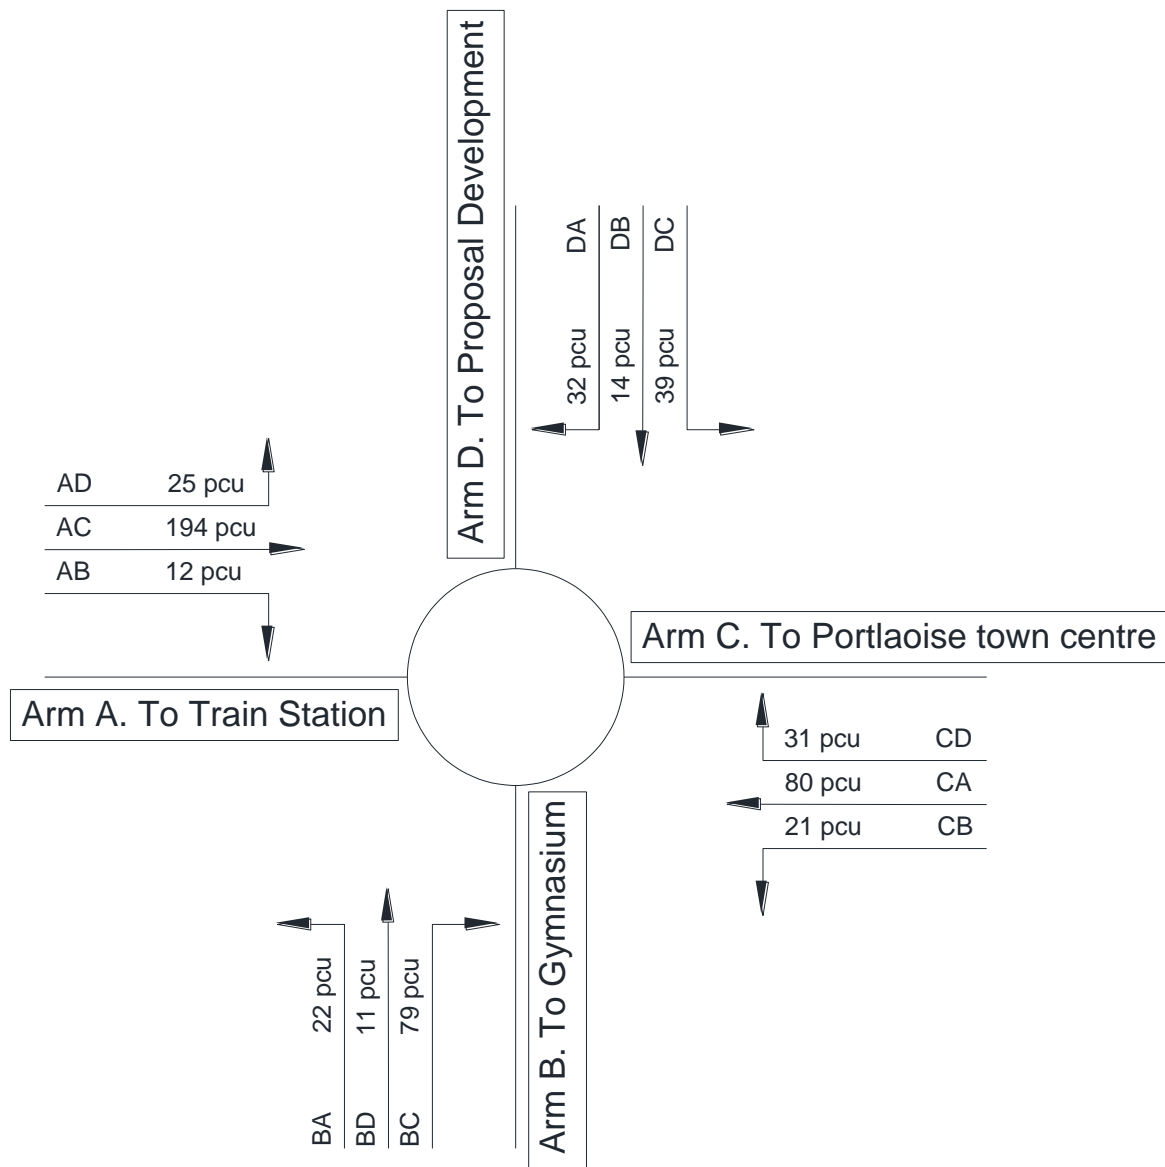 Arm D. To Proposal Development
DA
DB
DC
32 pcu
14 pcu
39 pcu
AD 25 pcu
AC 194 pcu
AB 12 pcu
Arm C. To Portlaoise town centre
Arm A. To Train Station
31 pcu CD
80 pcu CA
21 pcu CB
Arm B. To Gymnasium
22 pcu
11 pcu
79 pcu
BA
BD
BC